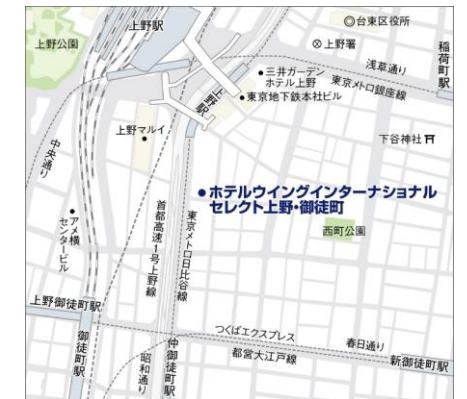 上野駅
台東区役所
上野公園
上野署
稲荷町駅
浅草通り
三井ガーデン
ホテル上野
東京メトロ銀座線
上野駅
東京地下鉄本社ビル
上野マルイ
下谷神社
中央通り
ホテルウイングインターナショナル
セレクト上野・御徒町
アメ横
センタービル
首都高速1号上野線
東京メトロ日比谷線
西町公園
上野御徒町駅
つくばエクスプレス
春日通り
御徒町駅
昭和通り
仲御徒町駅
都営大江戸線
新御徒町駅